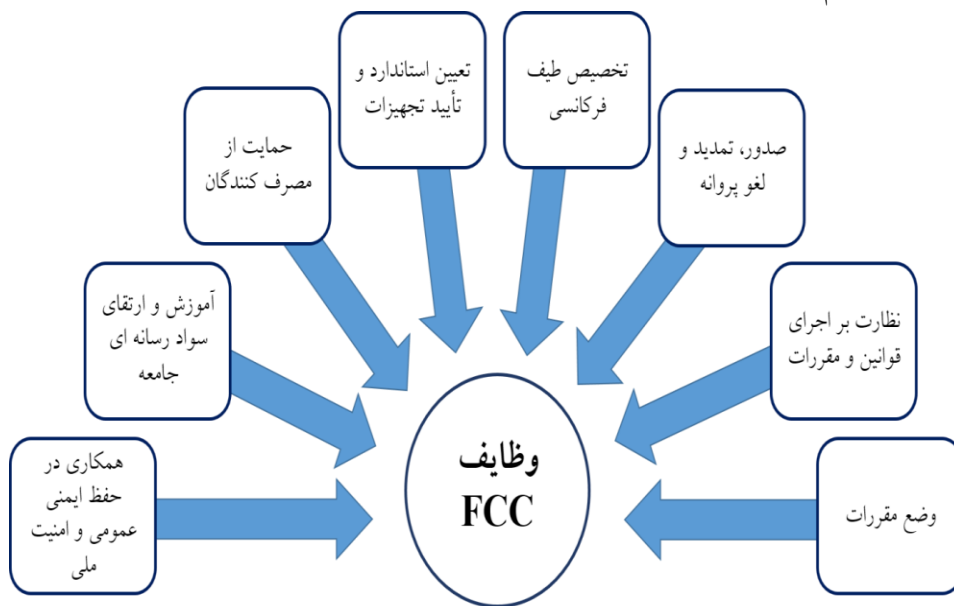 تخصیص طیف
فرکانسی
تعیین استاندارد و
تأیید تجهیزات
صدور، تمدید و
لغو پروانه
حمایت از
مصرف کنندگان
نظارت بر اجرای
قوانین و مقررات
آموزش و ارتقای
سواد رسانه ای
جامعه
وضع مقررات
وظایف
FCC
همکاری در
حفظ ایمنی
عمومی و امنیت
ملی